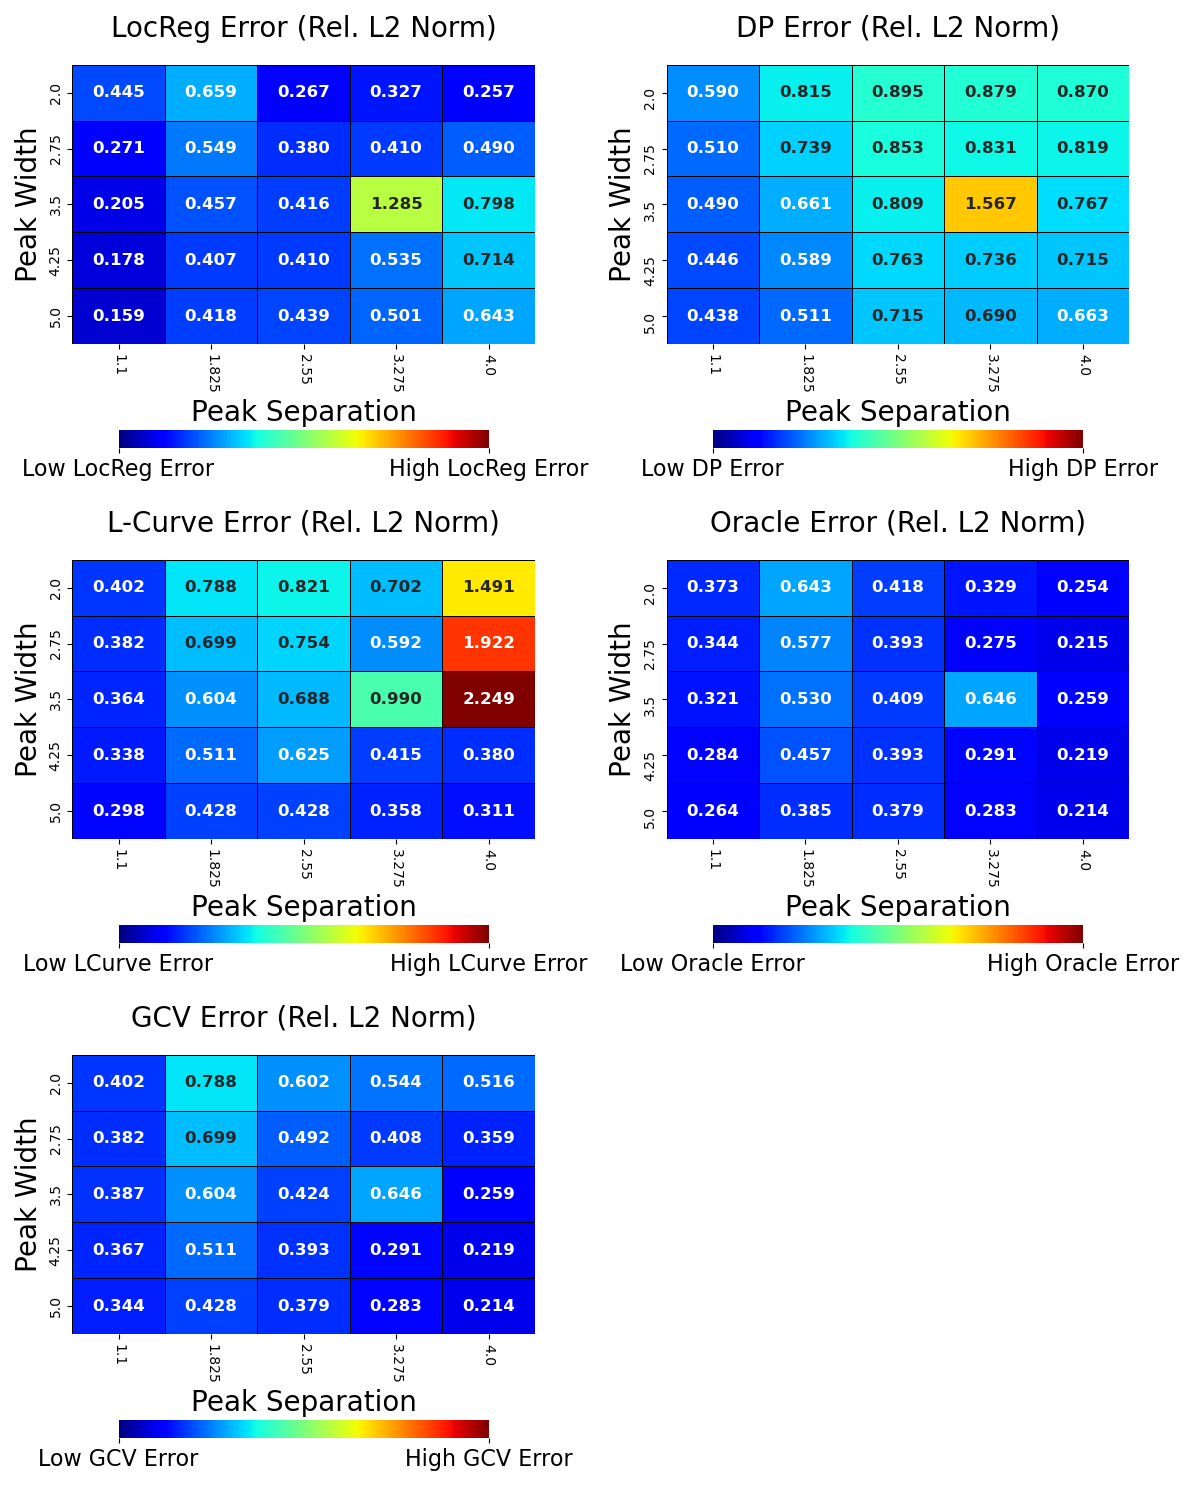 LocReg Error (Rel. L2 Norm)
Peak Width
2.0 0.445 0.659 0.267 0.327 0.257
2.75 0.271 0.549 0.380 0.410 0.490
3.5 0.205 0.457 0.416 1.285 0.798
4.25 0.178 0.407 0.410 0.535 0.714
5.0 0.159 0.418 0.439 0.501 0.643
1.1 1.825 2.55 3.275 4.0
Peak Separation
Low LocReg Error High LocReg Error
DP Error (Rel. L2 Norm)
Peak Width
2.0 0.590 0.815 0.895 0.879 0.870
2.75 0.510 0.739 0.853 0.831 0.819
3.5 0.490 0.661 0.809 1.567 0.767
4.25 0.446 0.589 0.763 0.736 0.715
5.0 0.438 0.511 0.715 0.690 0.663
1.1 1.825 2.55 3.275 4.0
Peak Separation
Low DP Error High DP Error
L-Curve Error (Rel. L2 Norm)
Peak Width
2.0 0.402 0.788 0.821 0.702 1.491
2.75 0.382 0.699 0.754 0.592 1.922
3.5 0.364 0.604 0.688 0.990 2.249
4.25 0.338 0.511 0.625 0.415 0.380
5.0 0.298 0.428 0.428 0.358 0.311
1.1 1.825 2.55 3.275 4.0
Peak Separation
Low LCurve Error High LCurve Error
Oracle Error (Rel. L2 Norm)
Peak Width
2.0 0.373 0.643 0.418 0.329 0.254
2.75 0.344 0.577 0.393 0.275 0.215
3.5 0.321 0.530 0.409 0.646 0.259
4.25 0.284 0.457 0.393 0.291 0.219
5.0 0.264 0.385 0.379 0.283 0.214
1.1 1.825 2.55 3.275 4.0
Peak Separation
Low Oracle Error High Oracle Error
GCV Error (Rel. L2 Norm)
Peak Width
2.0 0.402 0.788 0.602 0.544 0.516
2.75 0.382 0.699 0.492 0.408 0.359
3.5 0.387 0.604 0.424 0.646 0.259
4.25 0.367 0.511 0.393 0.291 0.219
5.0 0.344 0.428 0.379 0.283 0.214
1.1 1.825 2.55 3.275 4.0
Peak Separation
Low GCV Error High GCV Error